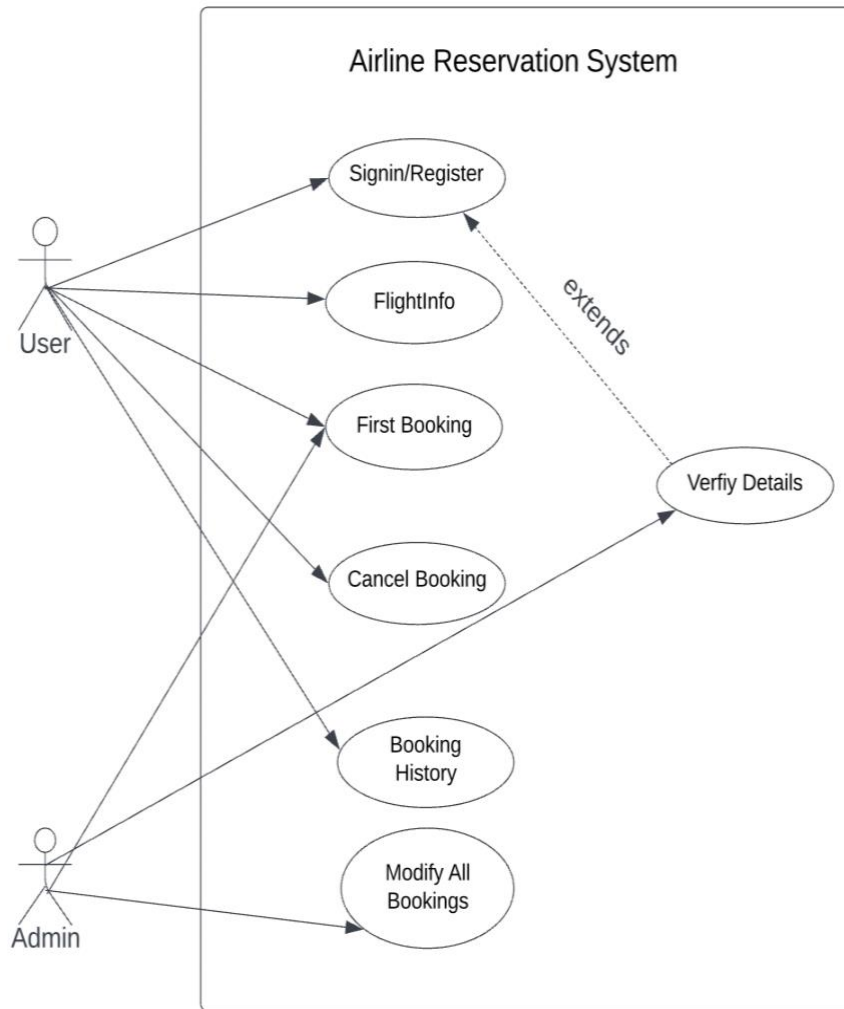 Airline Reservation System
Signin/Register
User
FlightInfo
extends
First Booking
Verfiy Details
Cancel Booking
Booking
History
Admin
Modify All
Bookings